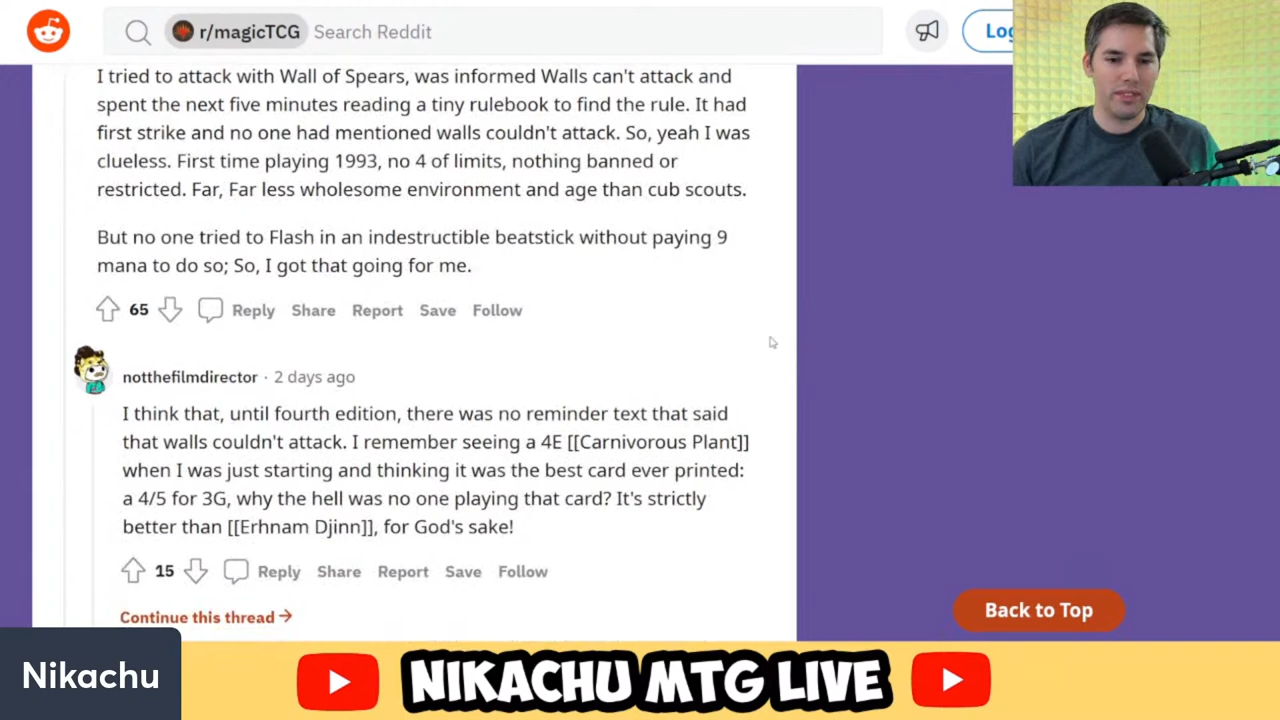 r/magicTCG Search Reddit
I tried to attack with Wall of Spears, was informed Walls can't attack and
spent the next five minutes reading a tiny rulebook to find the rule. It had
first strike and no one had mentioned walls couldn't attack. So, yeah I was
clueless. First time playing 1993, no 4 of limits, nothing banned or
restricted. Far, Far less wholesome environment and age than cub scouts.
But no one tried to Flash in an indestructible beatstick without paying 9
mana to do so; So, I got that going for me.
65 Reply Share Report Save Follow
notthefilmdirector · 2 days ago
I think that, until fourth edition, there was no reminder text that said
that walls couldn't attack. I remember seeing a 4E [[Carnivorous Plant]]
when I was just starting and thinking it was the best card ever printed:
a 4/5 for 3G, why the hell was no one playing that card? It's strictly
better than [[Erhnam Djinn]], for God's sake!
15 Reply Share Report Save Follow
Continue this thread
Back to Top
Nikachu
NIKACHU MTG LIVE